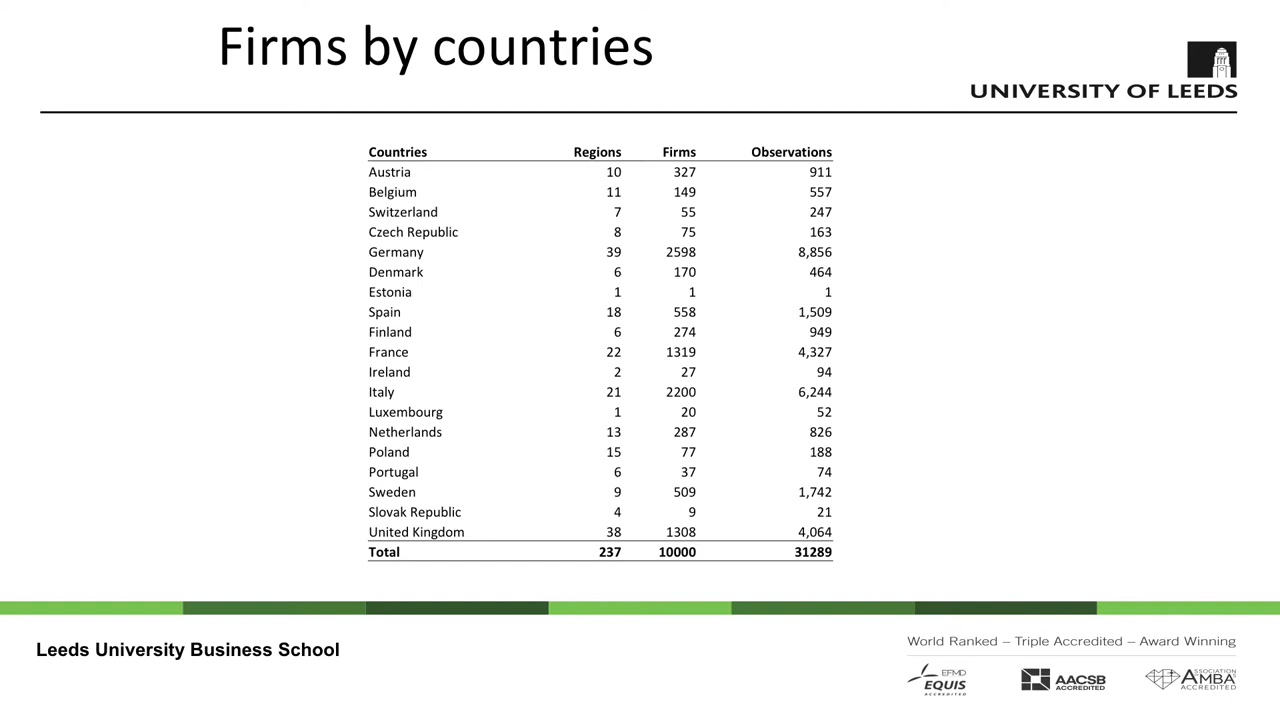 Firms by countries
UNIVERSITY OF LEEDS
Countries Regions Firms Observations
Austria 10 327 911
Belgium 11 149 557
Switzerland 7 55 247
Czech Republic 8 75 163
Germany 39 2598 8,856
Denmark 6 170 464
Estonia 1 1 1
Spain 18 558 1,509
Finland 6 274 949
France 22 1319 4,327
Ireland 2 27 94
Italy 21 2200 6,244
Luxembourg 1 20 52
Netherlands 13 287 826
Poland 15 77 188
Portugal 6 37 74
Sweden 9 509 1,742
Slovak Republic 4 9 21
United Kingdom 38 1308 4,064
Total 237 10000 31289
Leeds University Business School
World Ranked – Triple Accredited – Award Winning
EFMD
EQUIS
ACCREDITED
AACSB
ACCREDITED
ASSOCIATION
AMBA
ACCREDITED